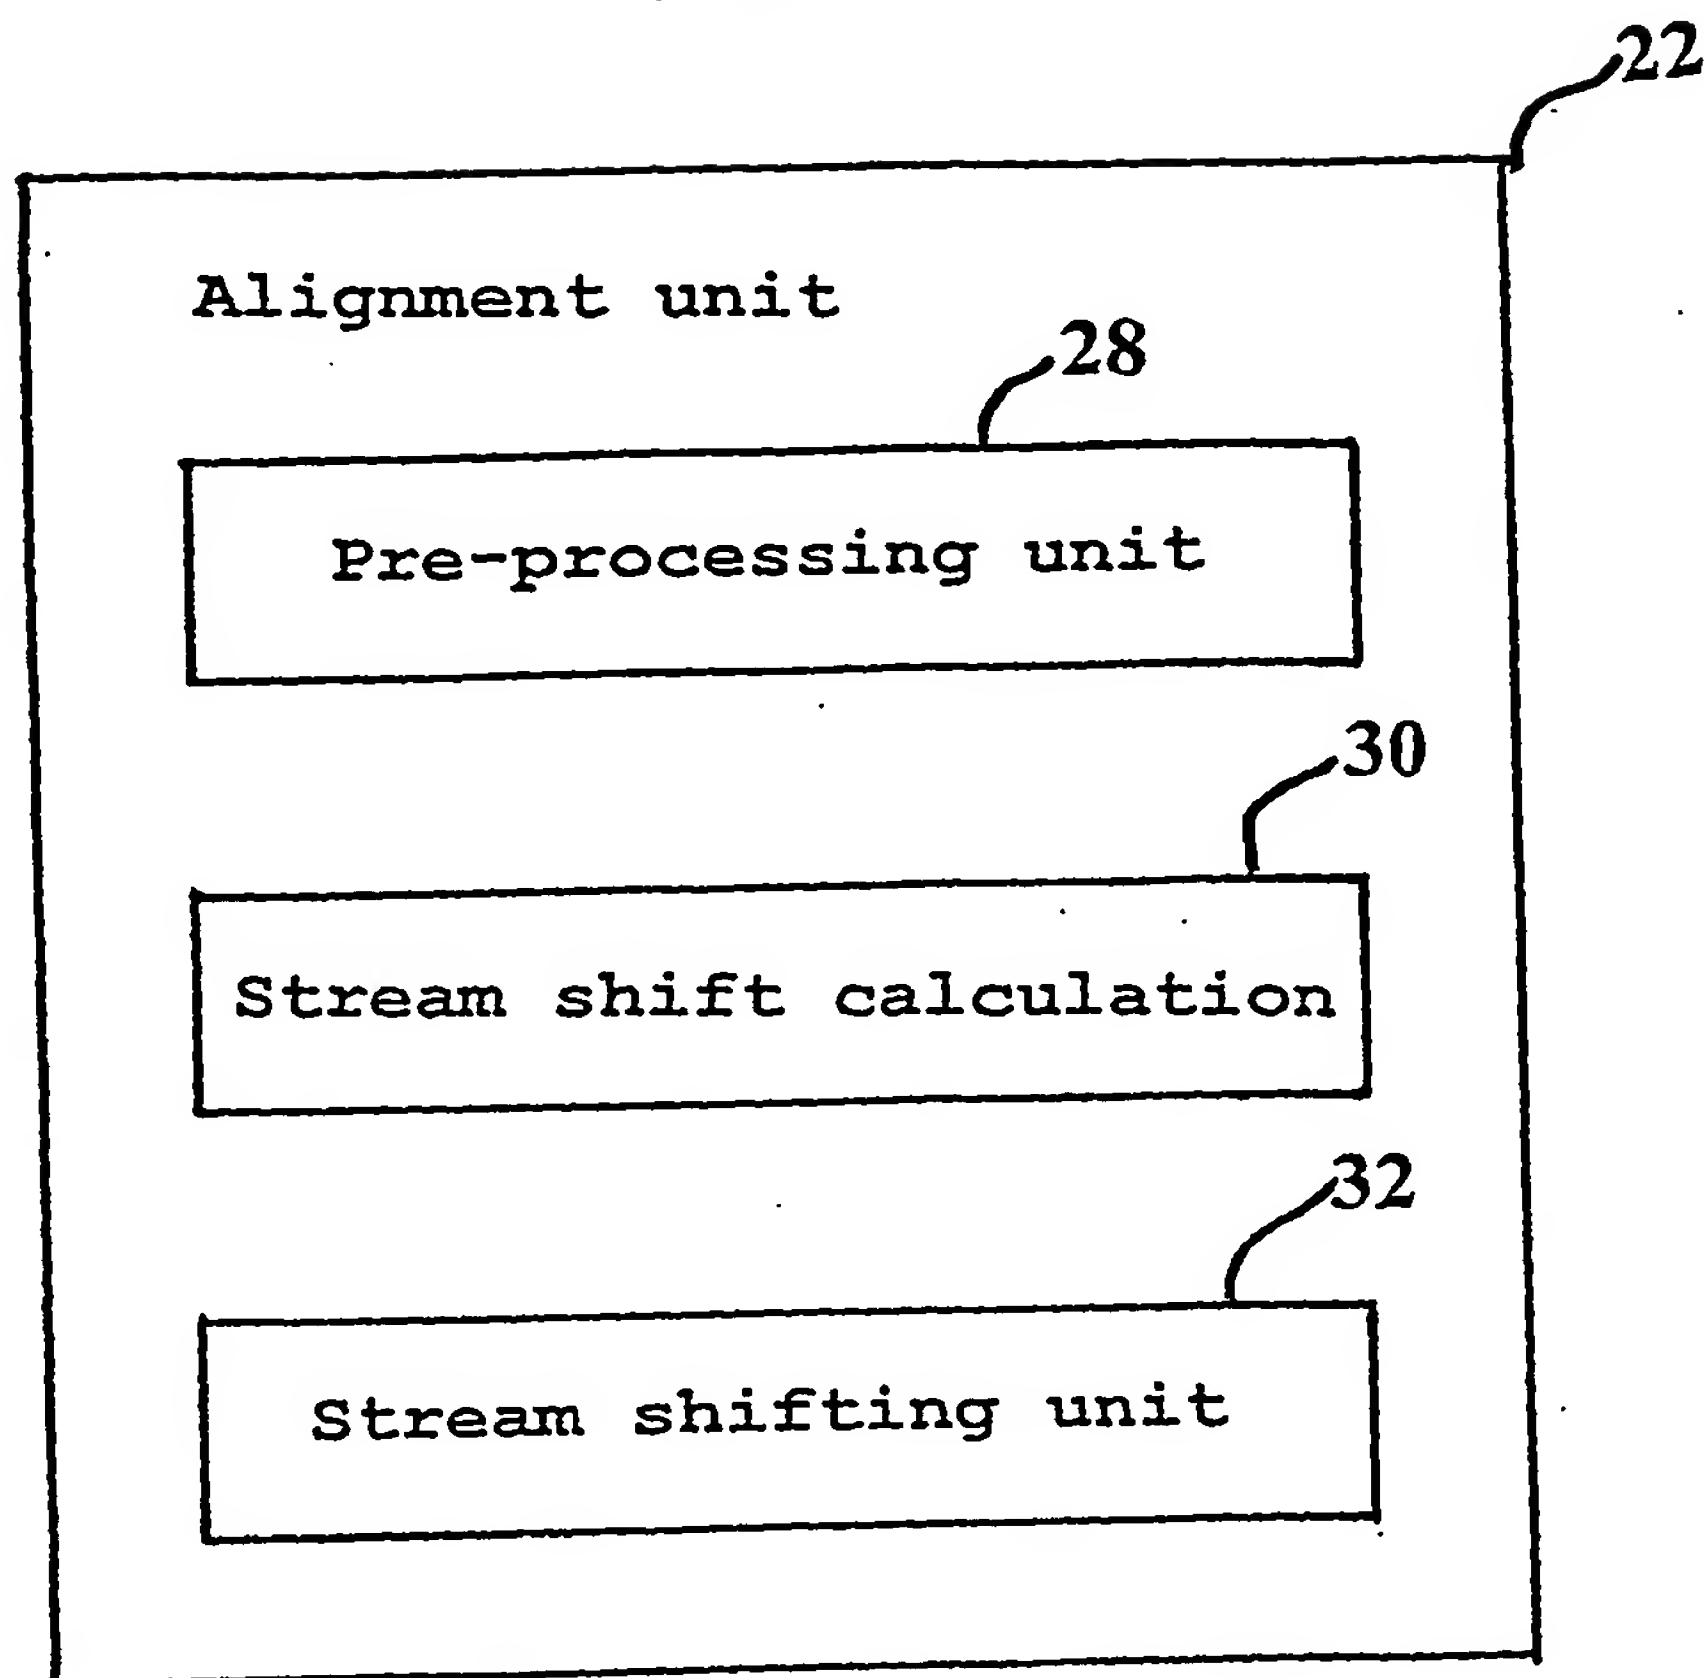 22
Alignment unit
28
Pre-processing unit
30
Stream shift calculation
32
Stream shifting unit